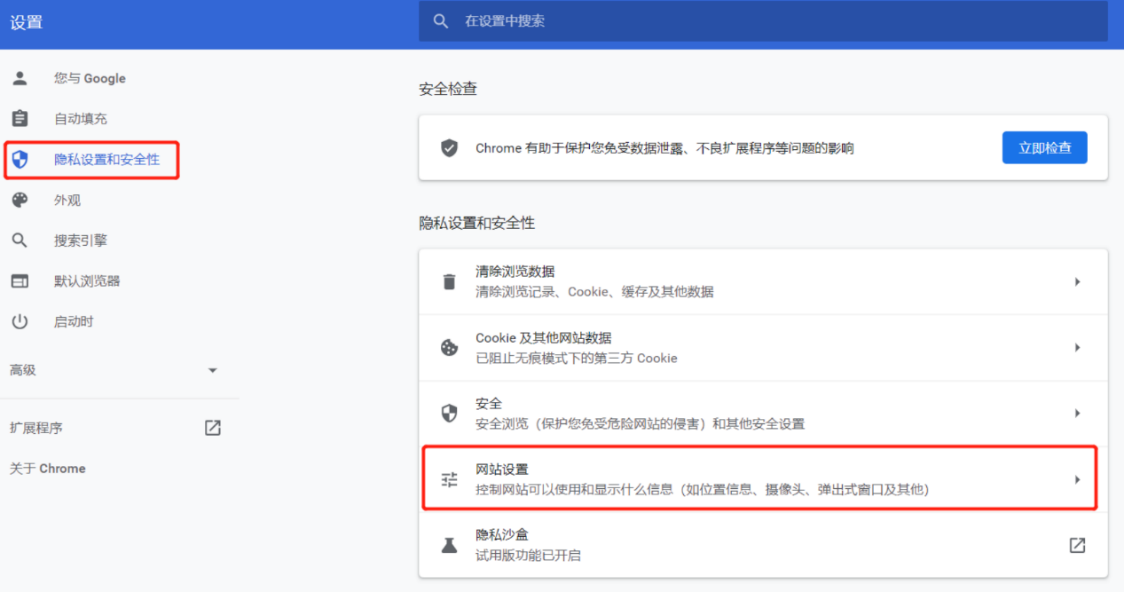 设置
在设置中搜索
您与 Google
自动填充
隐私设置和安全性
外观
搜索引擎
默认浏览器
启动时
高级
扩展程序
关于 Chrome
安全检查
Chrome 有助于保护您免受数据泄露、不良扩展程序等问题的影响
立即检查
隐私设置和安全性
清除浏览数据
清除浏览记录、Cookie、缓存及其他数据
Cookie 及其他网站数据
已阻止无痕模式下的第三方 Cookie
安全
安全浏览（保护您免受危险网站的侵害）和其他安全设置
网站设置
控制网站可以使用和显示什么信息（如位置信息、摄像头、弹出式窗口及其他）
隐私沙盒
试用版功能已开启